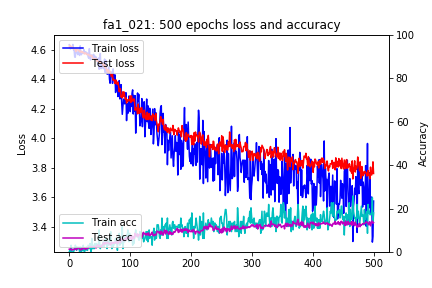 fa1_021: 500 epochs loss and accuracy
4.6
4.4
4.2
4.0
3.8
3.6
3.4
Loss
Train loss
Test loss
Train acc
Test acc
100
80
60
40
20
0
Accuracy
0
100
200
300
400
500